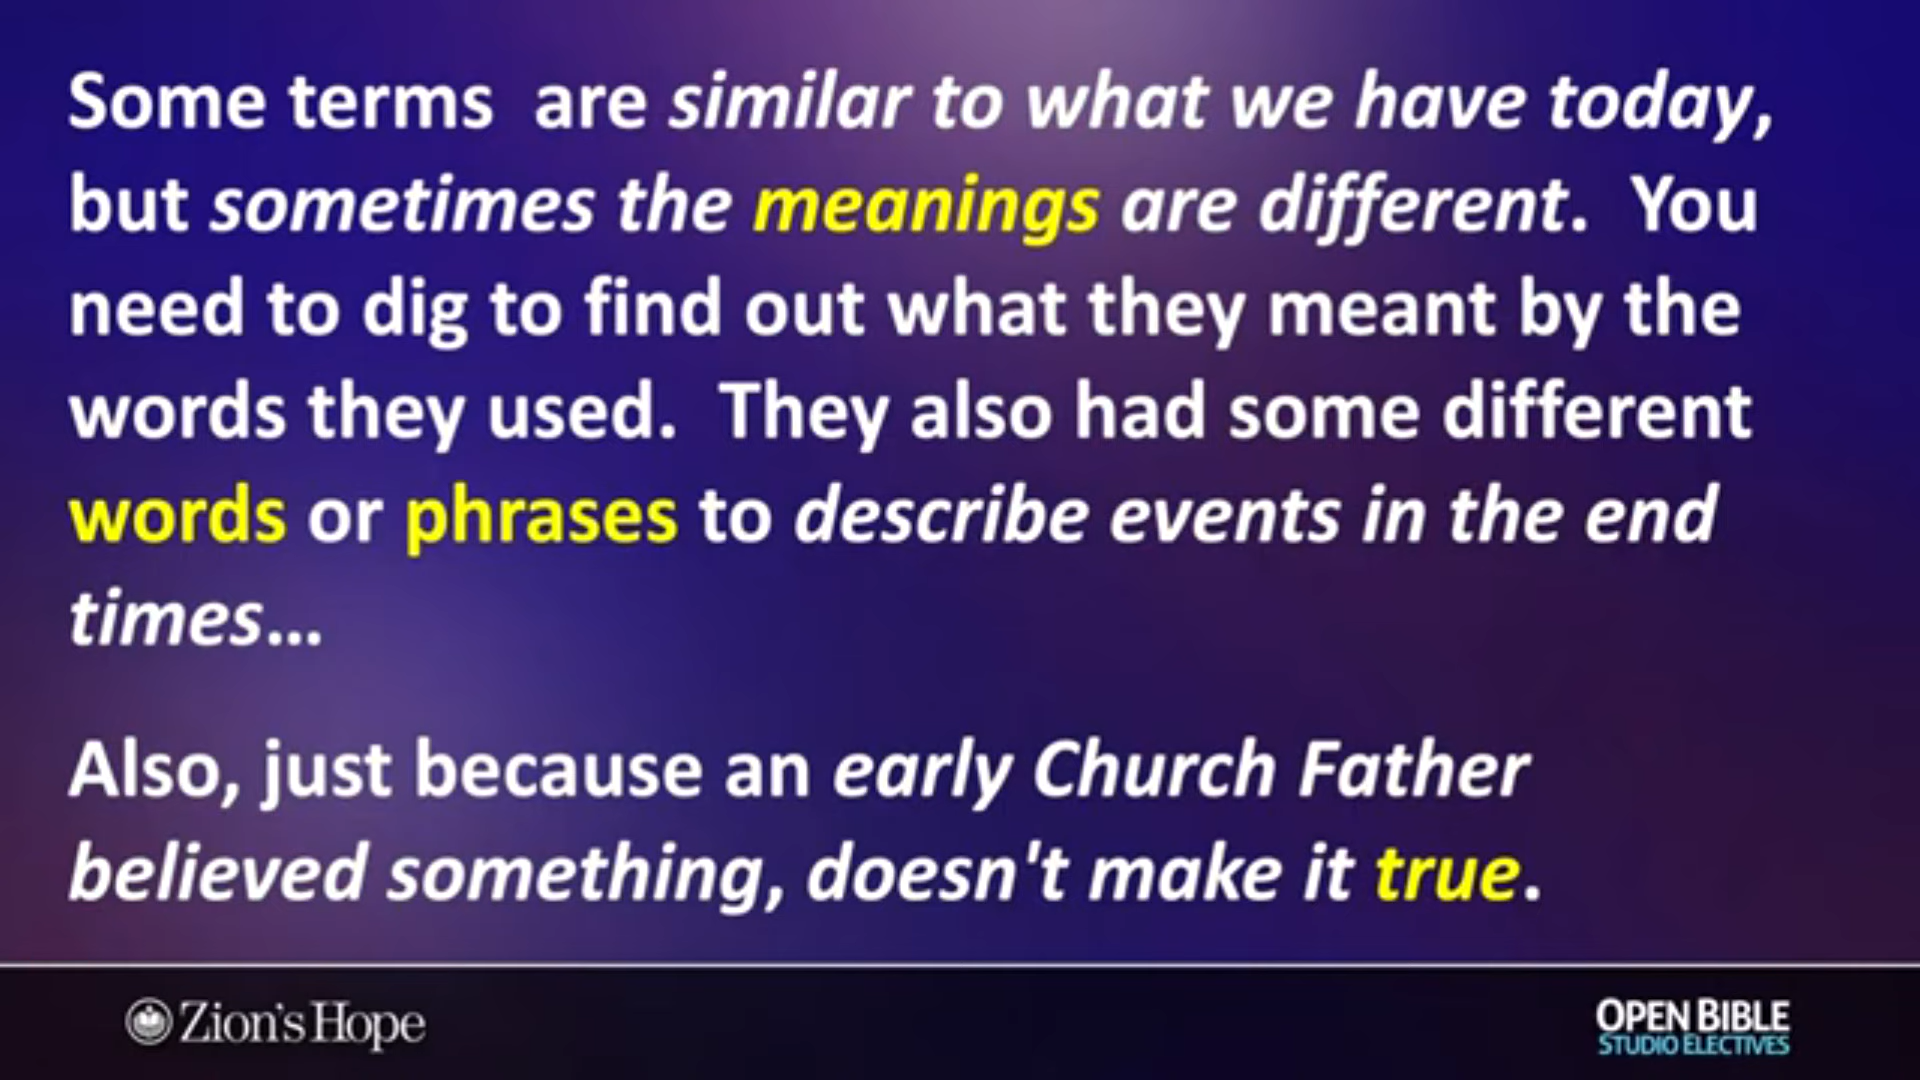 Some terms  are similar to what we have today,
but sometimes the meanings are different.  You
need to dig to find out what they meant by the
words they used.  They also had some different
words or phrases to describe events in the end
times...
Also, just because an early Church Father
believed something, doesn't make it true.
Zion's Hope
OPEN BIBLE
STUDIO ELECTIVES